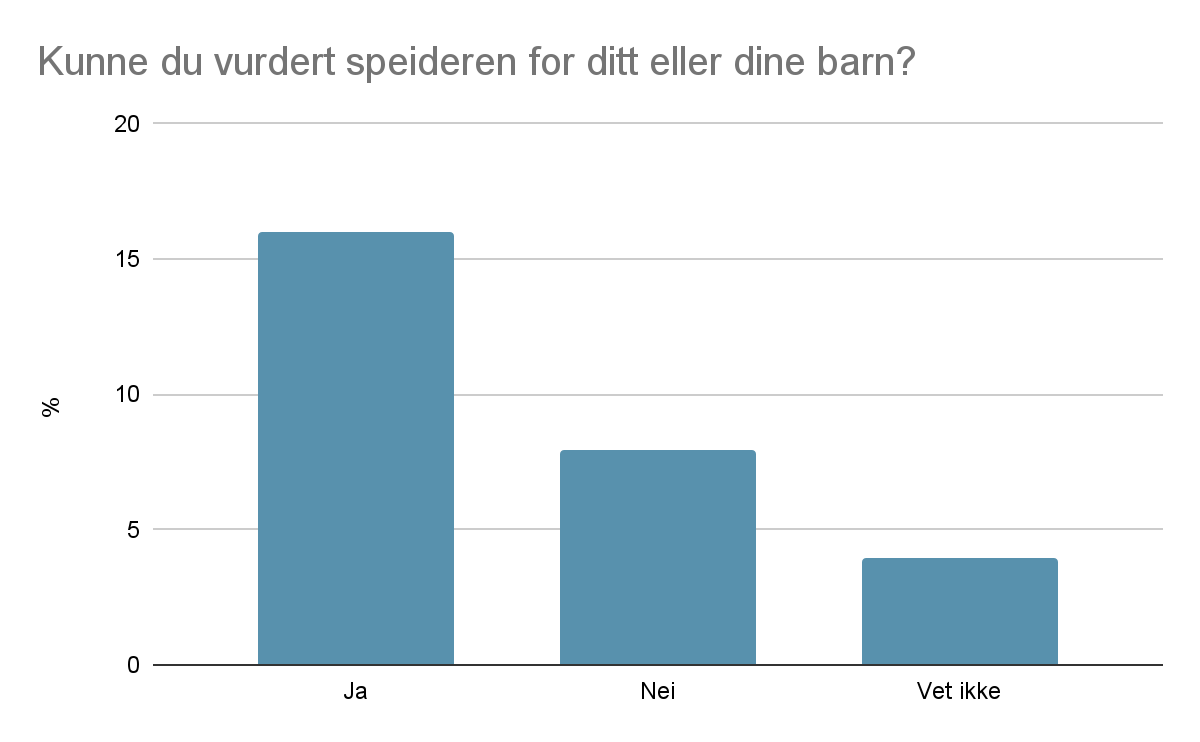 Kunne du vurdert speideren for ditt eller dine barn?
20
15
10
5
0
%
Ja
Nei
Vet ikke